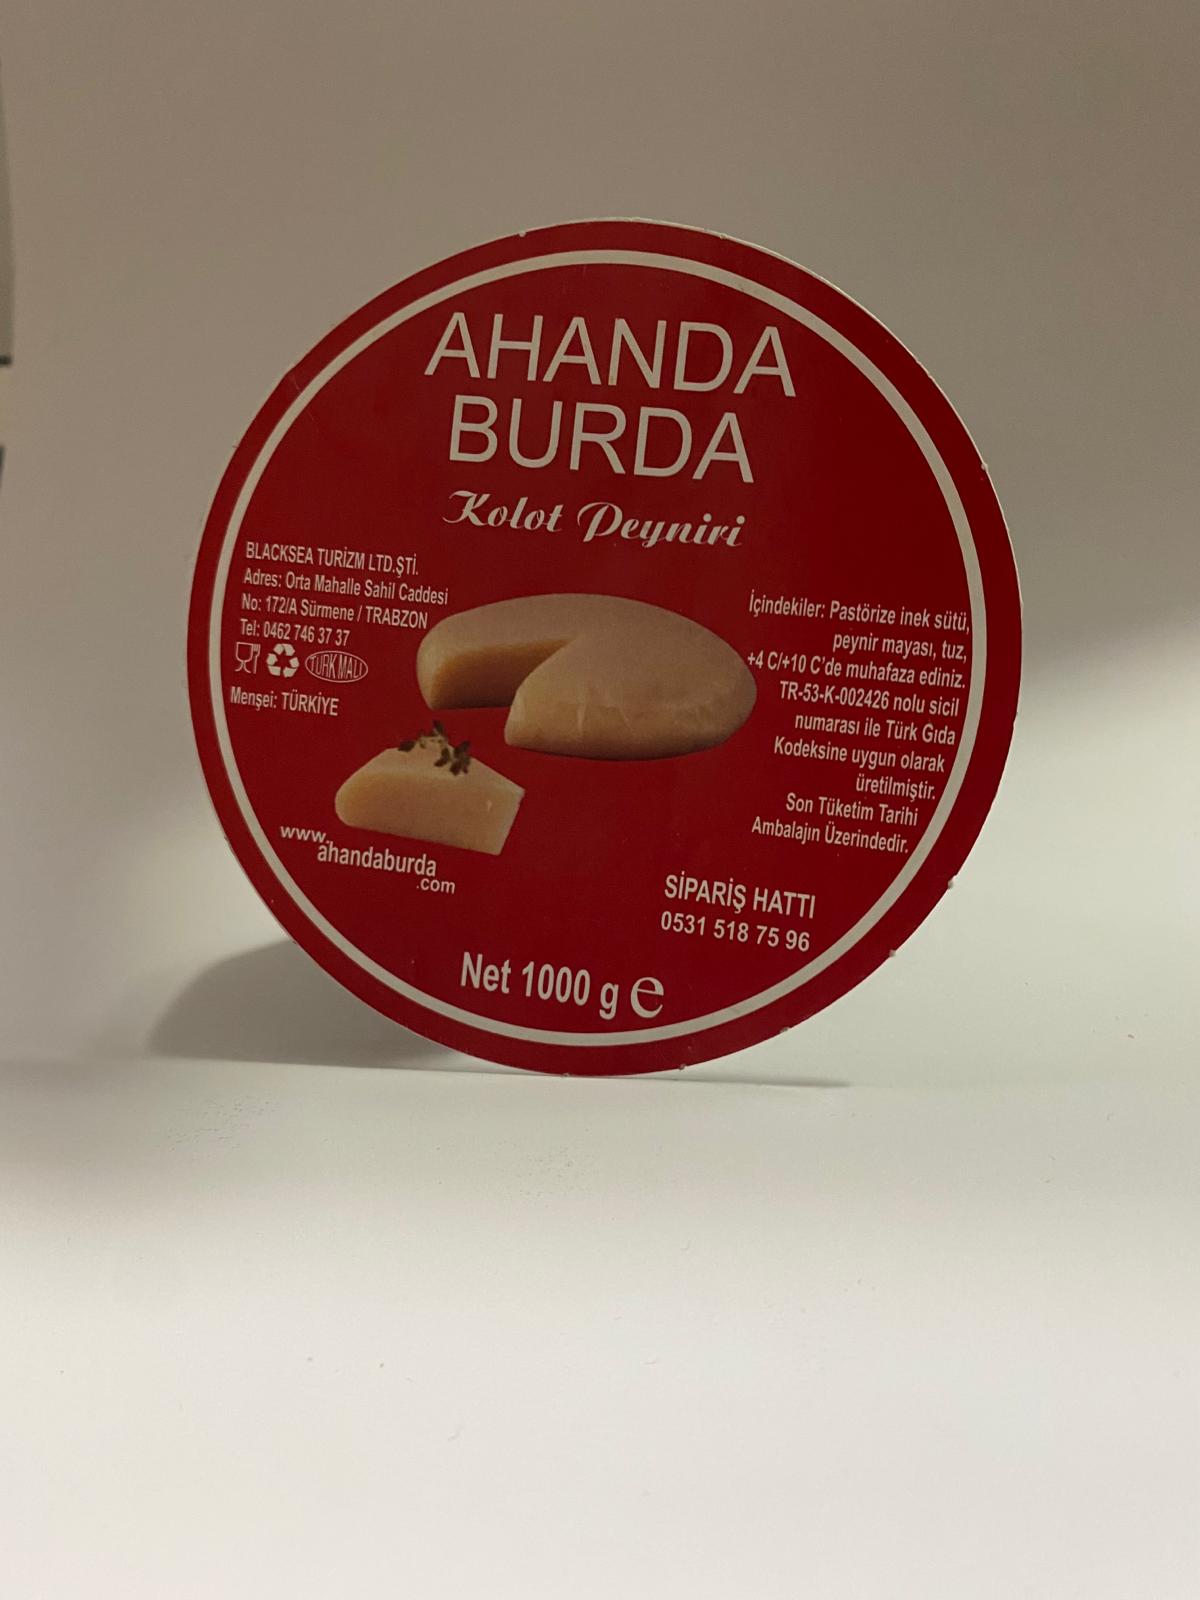 AHANDA
BURDA
Kolot Peyniri
BLACKSEA TURİZM LTD.ŞTİ.
Adres: Orta Mahalle Sahil Caddesi
No: 172/A Sürmene / TRABZON
Tel: 0462 746 37 37
TÜRK MALI
Menşei: TÜRKİYE
İçindekiler: Pastörize inek sütü,
peynir mayası, tuz,
+4 C/+10 C'de muhafaza ediniz.
TR-53-K-002426 nolu sicil
numarası ile Türk Gıda
Kodeksine uygun olarak
üretilmiştir.
Son Tüketim Tarihi
Ambalajın Üzerindedir.
www.
ahandaburda
.com
SİPARİŞ HATTI
0531 518 75 96
Net 1000 g e